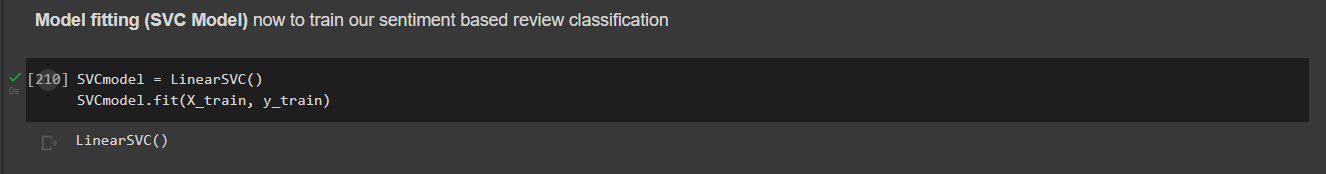 Model fitting (SVC Model) now to train our sentiment based review classification
[210] SVCmodel = LinearSVC()
0s
SVCmodel.fit(X_train, y_train)
LinearSVC()